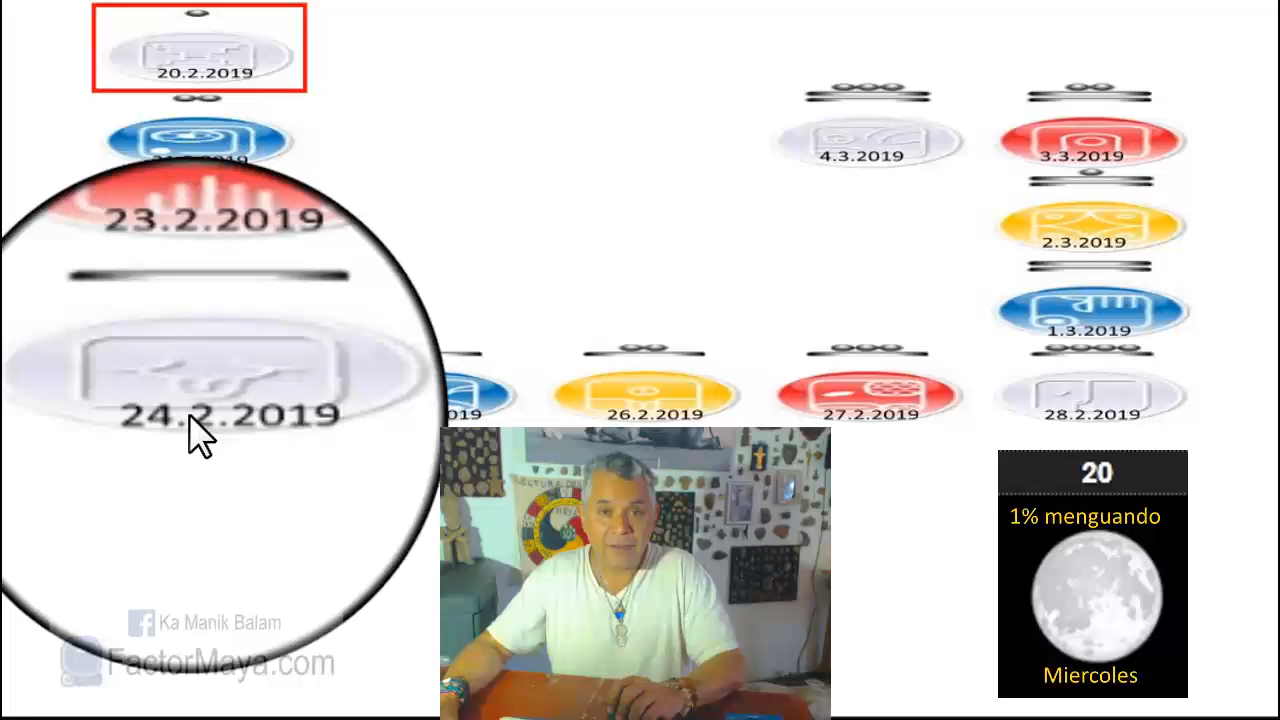 20.2.2019
4.3.2019
3.3.2019
23.2.2019
2.3.2019
1.3.2019
24.2.2019
26.2.2019
27.2.2019
28.2.2019
20
1% menguando
Miercoles
Ka Manik Balam
FactorMaya.com